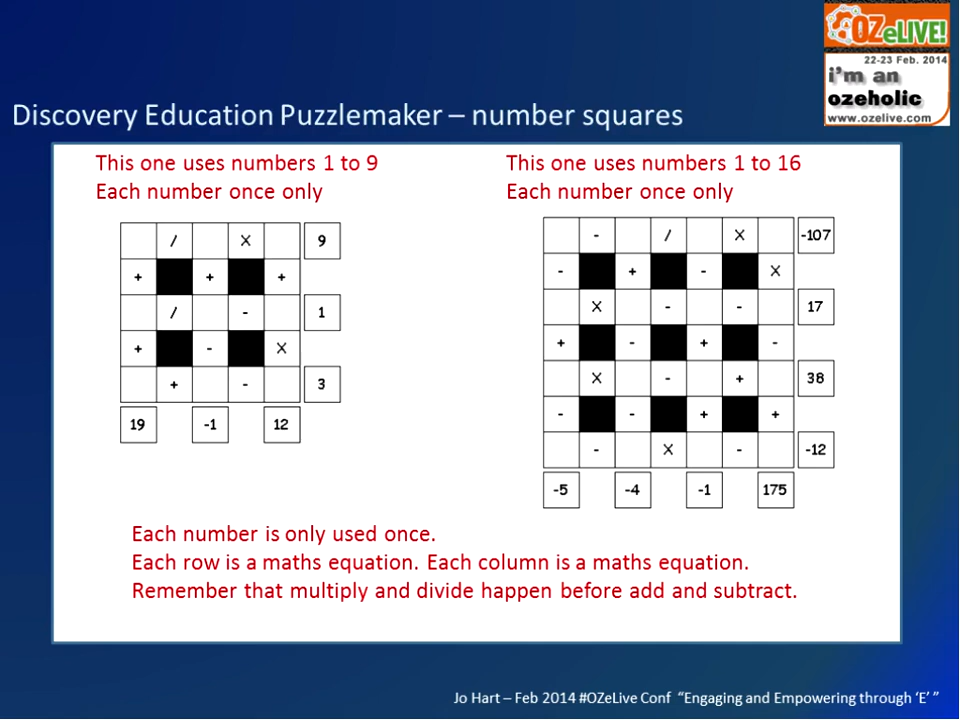 OZeLIVE!
22-23 Feb. 2014
i'm an
ozeholic
www.ozelive.com
Discovery Education Puzzlemaker – number squares
This one uses numbers 1 to 9
Each number once only
/ X 9
+ + +
/ - 1
+ - X
+ - 3
19 -1 12
This one uses numbers 1 to 16
Each number once only
- / X -107
- + - X
X - - 17
+ - + -
X - + 38
- - + +
- X - -12
-5 -4 -1 175
Each number is only used once.
Each row is a maths equation. Each column is a maths equation.
Remember that multiply and divide happen before add and subtract.
Jo Hart – Feb 2014 #OZeLive Conf “Engaging and Empowering through ‘E’ ”